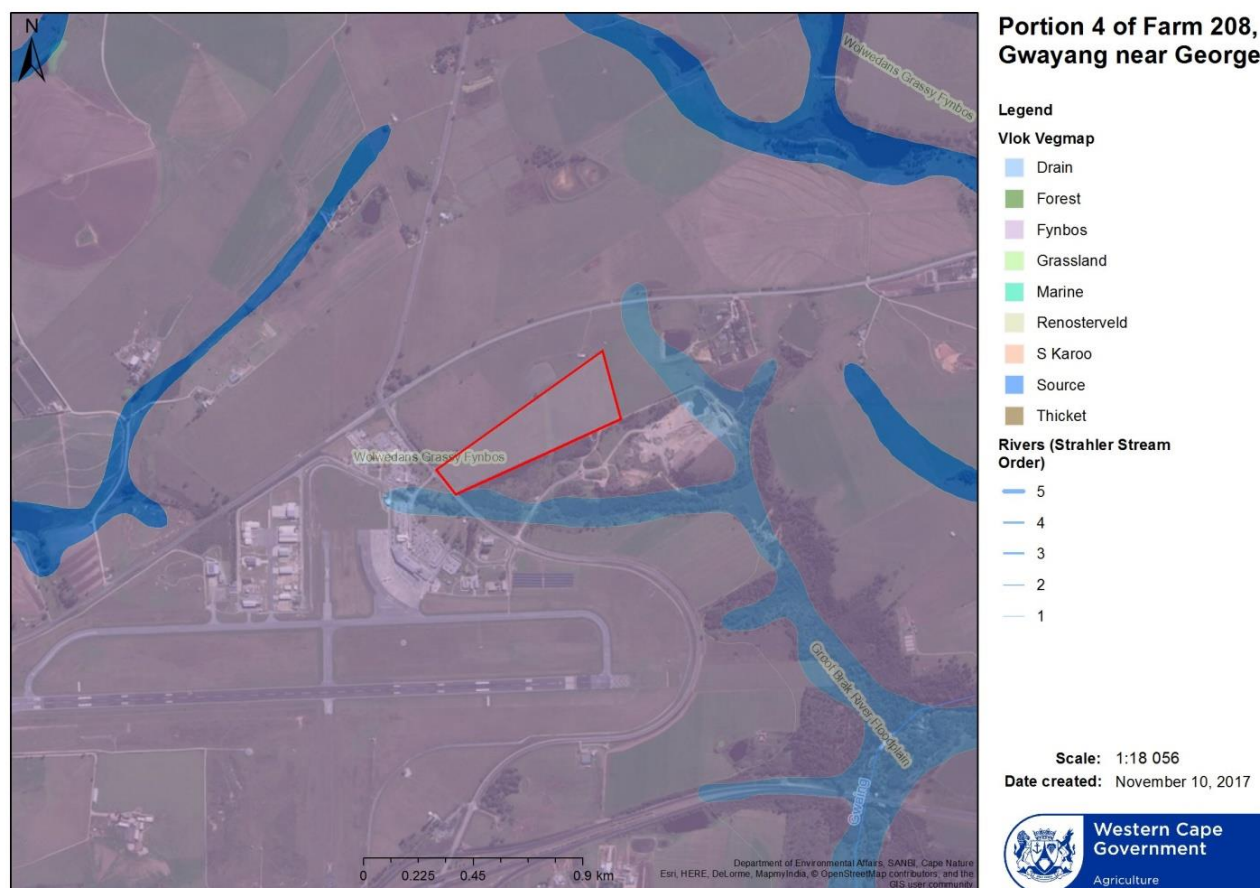 N
Wolwedans Grassy Fynbos
Wolwedans Grassy Fynbos
Groot Brak River Floodplain
Gwaing
0 0.225 0.45 0.9 km
Department of Environmental Affairs, SANBI, Cape Nature
Esri, HERE, DeLorme, MapmyIndia, © OpenStreetMap contributors, and the
GIS user community
Portion 4 of Farm 208,
Gwayang near George
Legend
Vlok Vegmap
Drain
Forest
Fynbos
Grassland
Marine
Renosterveld
S Karoo
Source
Thicket
Rivers (Strahler Stream
Order)
5
4
3
2
1
Scale: 1:18 056
Date created: November 10, 2017
Western Cape
Government
Agriculture